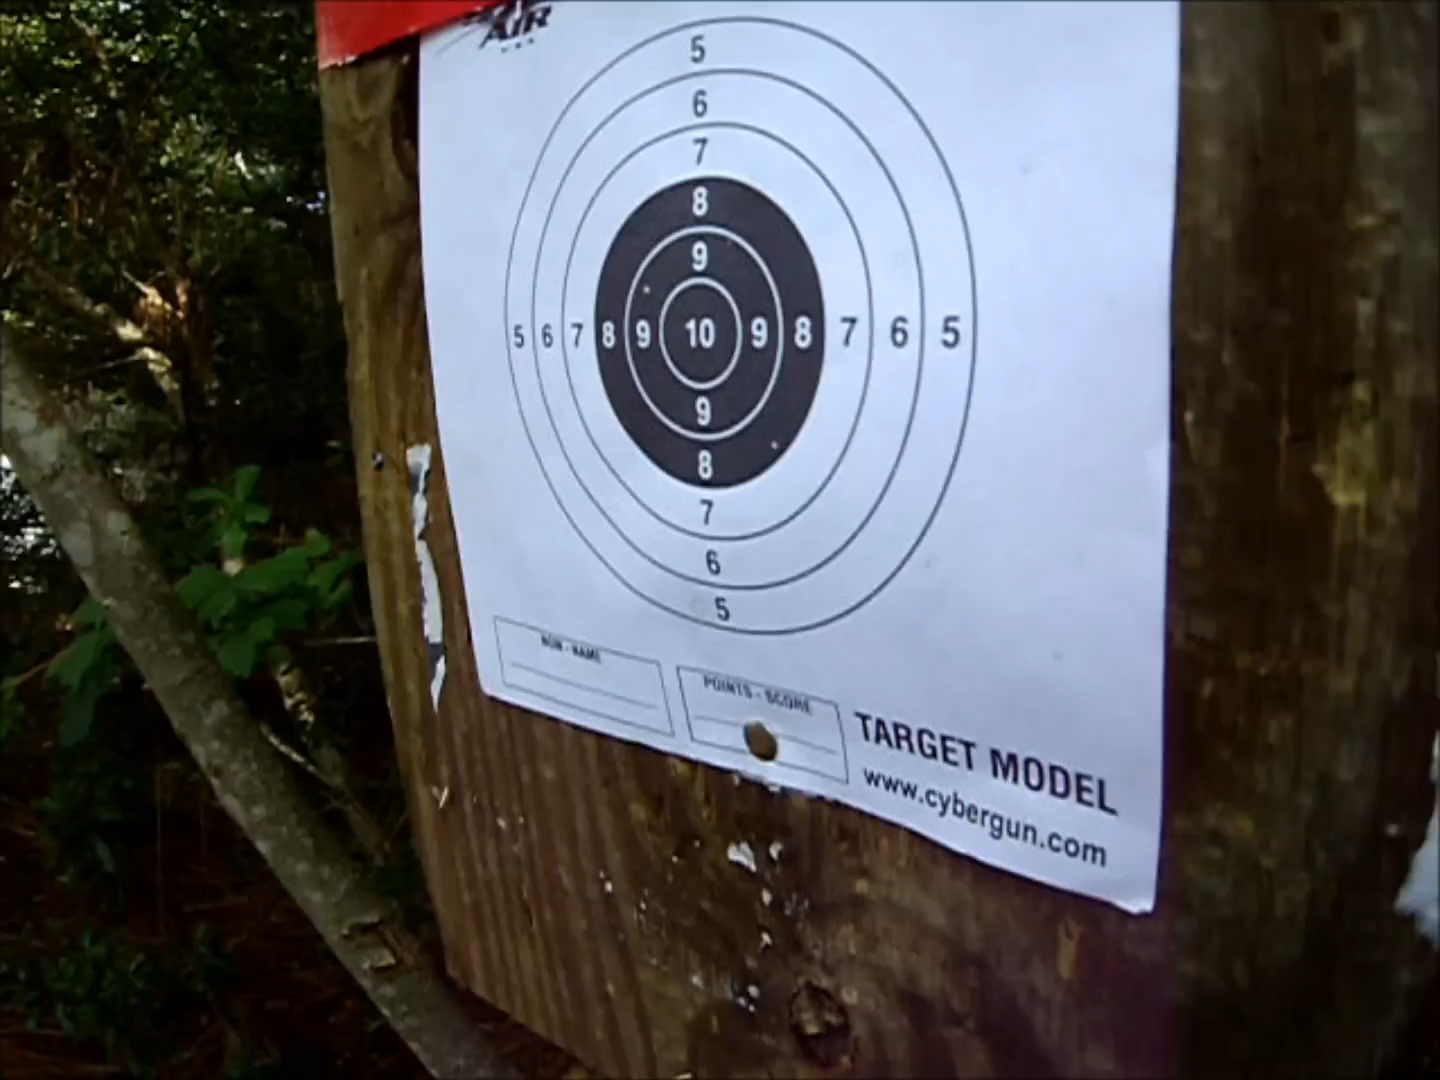 AIR
5
6
7
8
9
5 6 7 8 9 10 9 8 7 6 5
9
8
7
6
5
NOM - NAME
POINTS - SCORE
TARGET MODEL
www.cybergun.com